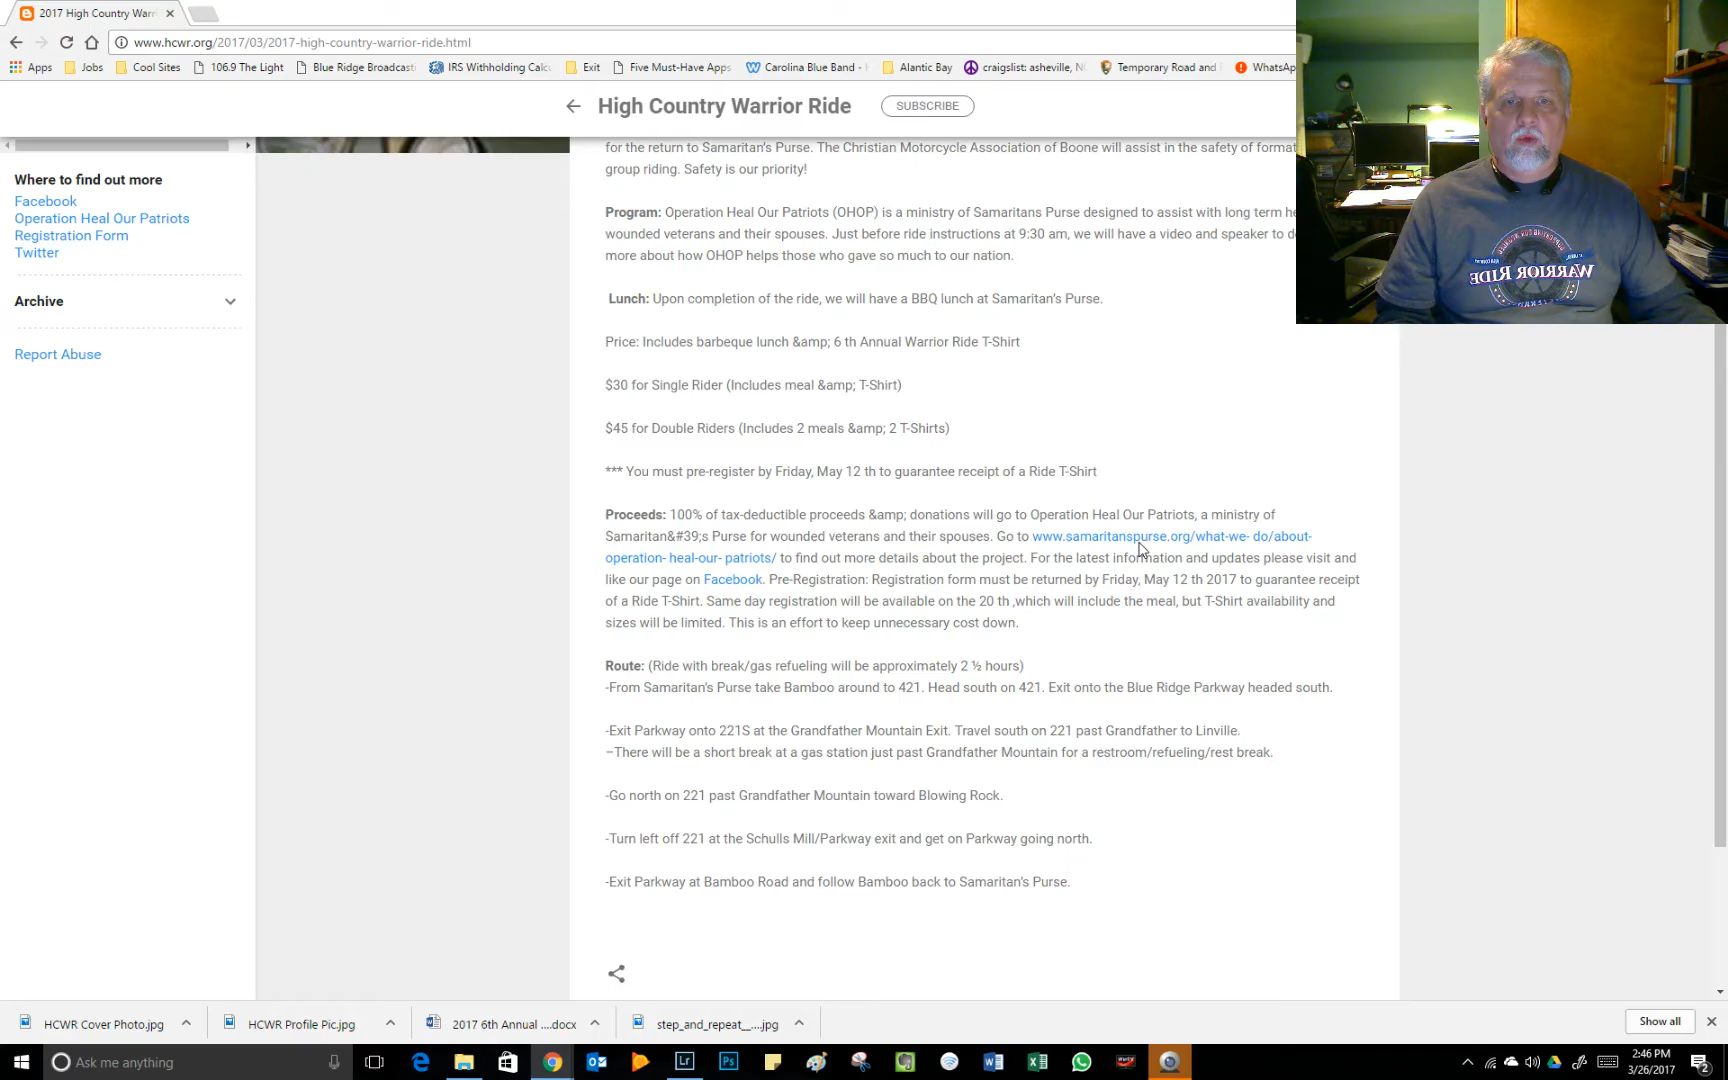 2017 High Country Warri
www.hcwr.org/2017/03/2017-high-country-warrior-ride.html
Apps Jobs Cool Sites 106.9 The Light Blue Ridge Broadcasti IRS Withholding Calcu Exit Five Must-Have Apps Carolina Blue Band - Alantic Bay craigslist: asheville, NC Temporary Road and WhatsAp
High Country Warrior Ride SUBSCRIBE
Where to find out more
Facebook
Operation Heal Our Patriots
Registration Form
Twitter
Archive
Report Abuse
for the return to Samaritan's Purse. The Christian Motorcycle Association of Boone will assist in the safety of format
group riding. Safety is our priority!
Program: Operation Heal Our Patriots (OHOP) is a ministry of Samaritans Purse designed to assist with long term he
wounded veterans and their spouses. Just before ride instructions at 9:30 am, we will have a video and speaker to de
more about how OHOP helps those who gave so much to our nation.
Lunch: Upon completion of the ride, we will have a BBQ lunch at Samaritan's Purse.
Price: Includes barbeque lunch &amp; 6 th Annual Warrior Ride T-Shirt
$30 for Single Rider (Includes meal &amp; T-Shirt)
$45 for Double Riders (Includes 2 meals &amp; 2 T-Shirts)
*** You must pre-register by Friday, May 12 th to guarantee receipt of a Ride T-Shirt
Proceeds: 100% of tax-deductible proceeds &amp; donations will go to Operation Heal Our Patriots, a ministry of
Samaritan&#39;s Purse for wounded veterans and their spouses. Go to www.samaritanspurse.org/what-we- do/about-
operation- heal-our- patriots/ to find out more details about the project. For the latest information and updates please visit and
like our page on Facebook. Pre-Registration: Registration form must be returned by Friday, May 12 th 2017 to guarantee receipt
of a Ride T-Shirt. Same day registration will be available on the 20 th ,which will include the meal, but T-Shirt availability and
sizes will be limited. This is an effort to keep unnecessary cost down.
Route: (Ride with break/gas refueling will be approximately 2 ½ hours)
-From Samaritan's Purse take Bamboo around to 421. Head south on 421. Exit onto the Blue Ridge Parkway headed south.
-Exit Parkway onto 221S at the Grandfather Mountain Exit. Travel south on 221 past Grandfather to Linville.
–There will be a short break at a gas station just past Grandfather Mountain for a restroom/refueling/rest break.
-Go north on 221 past Grandfather Mountain toward Blowing Rock.
-Turn left off 221 at the Schulls Mill/Parkway exit and get on Parkway going north.
-Exit Parkway at Bamboo Road and follow Bamboo back to Samaritan's Purse.
WARRIOR RIDE
HCWR Cover Photo.jpg HCWR Profile Pic.jpg 2017 6th Annual ....docx step_and_repeat__...jpg Show all
Ask me anything
Lr Ps
2:46 PM
3/26/2017
2